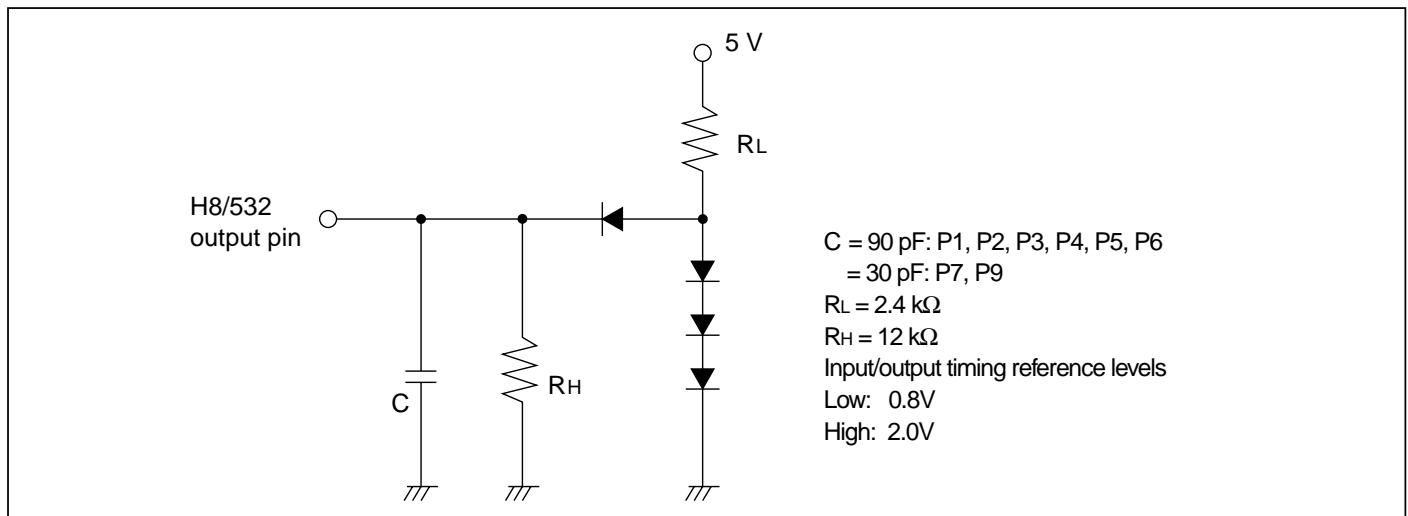 5 V
RL
H8/532
output pin
C
RH
C = 90 pF: P1, P2, P3, P4, P5, P6
= 30 pF: P7, P9
RL = 2.4 kΩ
RH = 12 kΩ
Input/output timing reference levels
Low: 0.8V
High: 2.0V